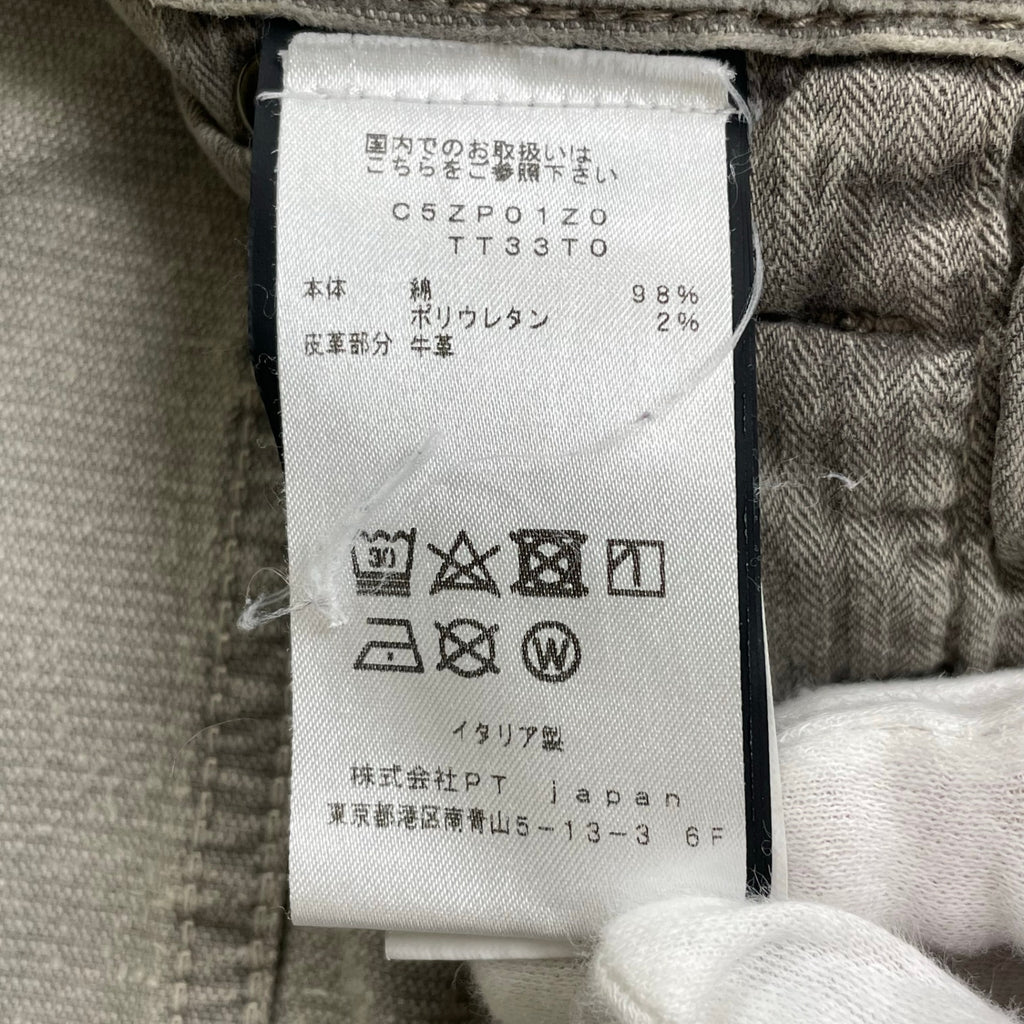 国内でのお取扱いは
こちらをご参照下さい
C5ZP01Z0
TT33T0
本体 綿 98%
ポリウレタン 2%
皮革部分 牛革
30
W
イタリア製
株式会社PT japan
東京都港区南青山5-13-3 6F